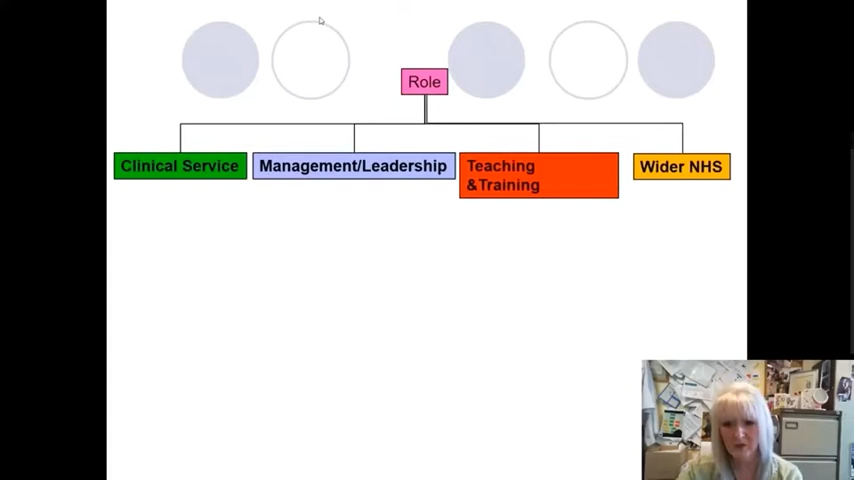 Role
Clinical Service
Management/Leadership
Teaching
&Training
Wider NHS